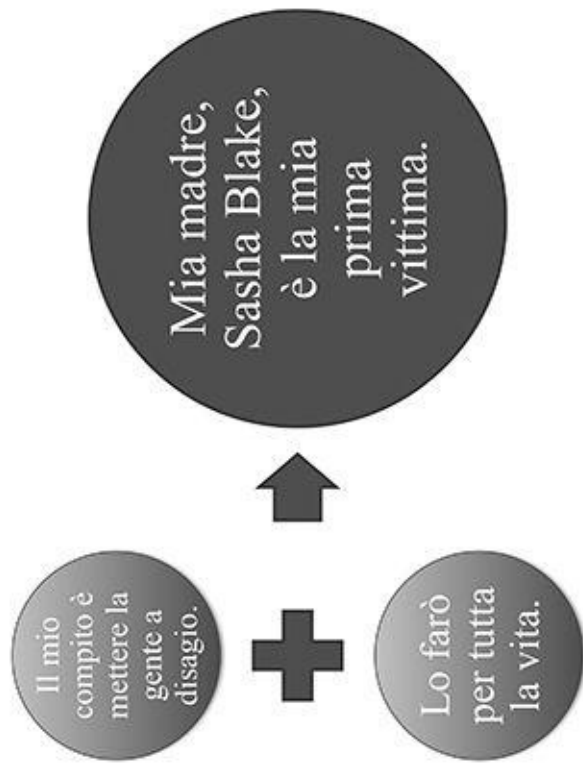 Il mio
compito è
mettere la
gente a
disagio.
Lo farò
per tutta
la vita.
Mia madre,
Sasha Blake,
è la mia
prima
vittima.